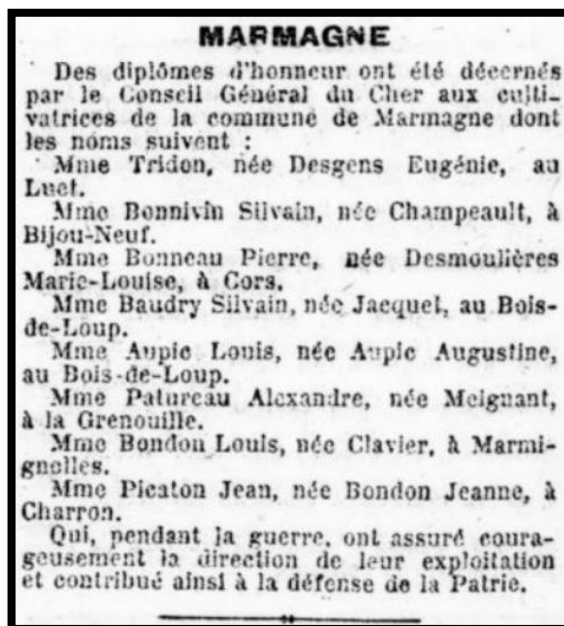 MARMAGNE
Des diplômes d'honneur ont été décernés
par le Conseil Général du Cher aux culti-
vatrices de la commune de Marmagne dont
les noms suivent :
Mme Tridon, née Desgens Eugénie, au
Luet.
Mme Bonnivin Silvain, née Champeault, à
Bijou-Neuf.
Mme Bonneau Pierre, née Desmoulières
Marie-Louise, à Cors.
Mme Baudry Silvain, née Jacquet, au Bois-
de-Loup.
Mme Aupic Louis, née Aupic Augustine,
au Bois-de-Loup.
Mme Patureau Alexandre, née Meignant,
à la Grenouille.
Mme Bondon Louis, née Clavier, à Marmi-
gnolles.
Mme Picaton Jean, née Bondon Jeanne, à
Charron.
Qui, pendant la guerre, ont assuré coura-
geusement la direction de leur exploitation
et contribué ainsi à la défense de la Patrie.